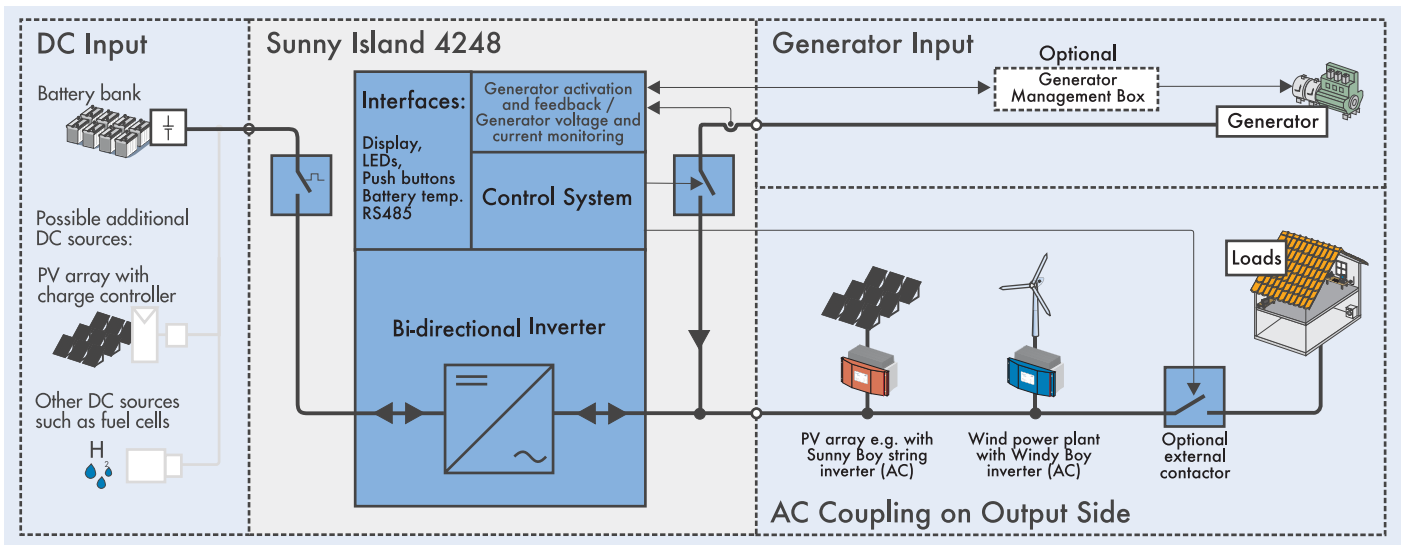 DC Input
Battery bank
Possible additional
DC sources:
PV array with
charge controller
Other DC sources
such as fuel cells
H2
Sunny Island 4248
Interfaces:
Display,
LEDs,
Push buttons
Battery temp.
RS485
Generator activation
and feedback /
Generator voltage and
current monitoring
Control System
Bi-directional Inverter
Generator Input
Optional
Generator
Management Box
Generator
Loads
PV array e.g. with
Sunny Boy string
inverter (AC)
Wind power plant
with Windy Boy
inverter (AC)
Optional
external
contactor
AC Coupling on Output Side